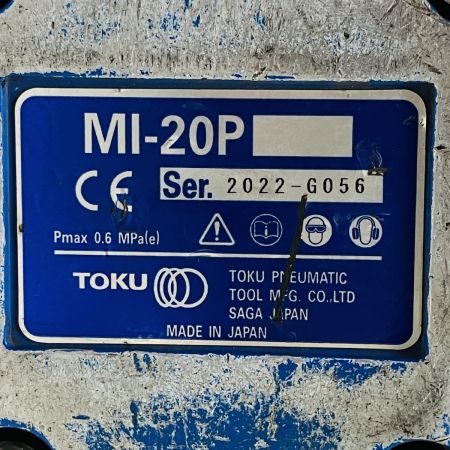 MI-20P
CE Ser. 2022-G056
Pmax 0.6 MPa(e)
TOKU
TOKU PNEUMATIC
TOOL MFG. CO.,LTD
SAGA JAPAN
MADE IN JAPAN